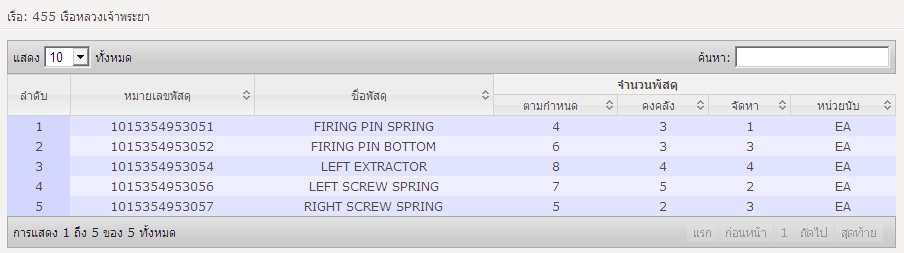 เรือ: 455 เรือหลวงเจ้าพระยา
แสดง 10 ทั้งหมด ค้นหา:
ลำดับ หมายเลขพัสดุ ชื่อพัสดุ จำนวนพัสดุ
ตามกำหนด คงคลัง จัดหา หน่วยนับ
1 1015354953051 FIRING PIN SPRING 4 3 1 EA
2 1015354953052 FIRING PIN BOTTOM 6 3 3 EA
3 1015354953054 LEFT EXTRACTOR 8 4 4 EA
4 1015354953056 LEFT SCREW SPRING 7 5 2 EA
5 1015354953057 RIGHT SCREW SPRING 5 2 3 EA
การแสดง 1 ถึง 5 ของ 5 ทั้งหมด แรก ก่อนหน้า 1 ถัดไป สุดท้าย